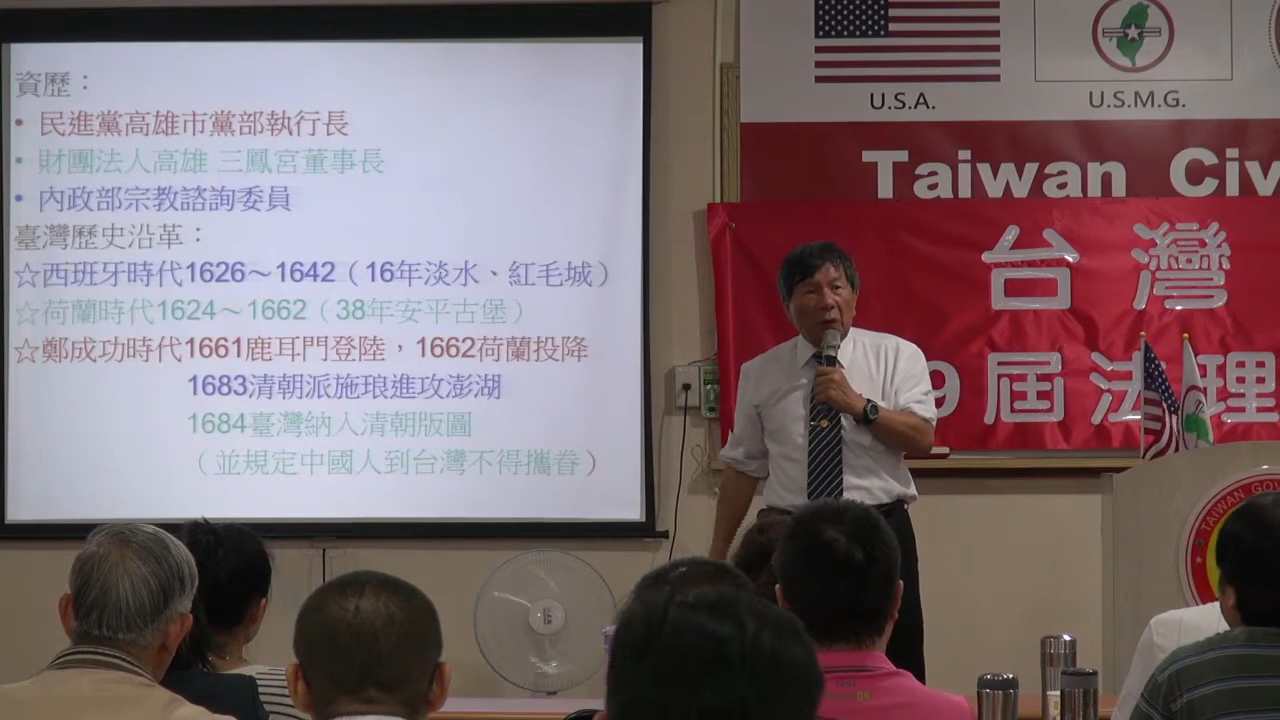 資歷：
• 民進黨高雄市黨部執行長
• 財團法人高雄 三鳳宮董事長
• 內政部宗教諮詢委員
臺灣歷史沿革：
☆西班牙時代1626～1642（16年淡水、紅毛城）
☆荷蘭時代1624～1662（38年安平古堡）
☆鄭成功時代1661鹿耳門登陸，1662荷蘭投降
1683清朝派施琅進攻澎湖
1684臺灣納入清朝版圖
（並規定中國人到台灣不得攜眷）
U.S.A.
U.S.M.G.
Taiwan Civ
台灣
9屆法理
TAIWAN GOV